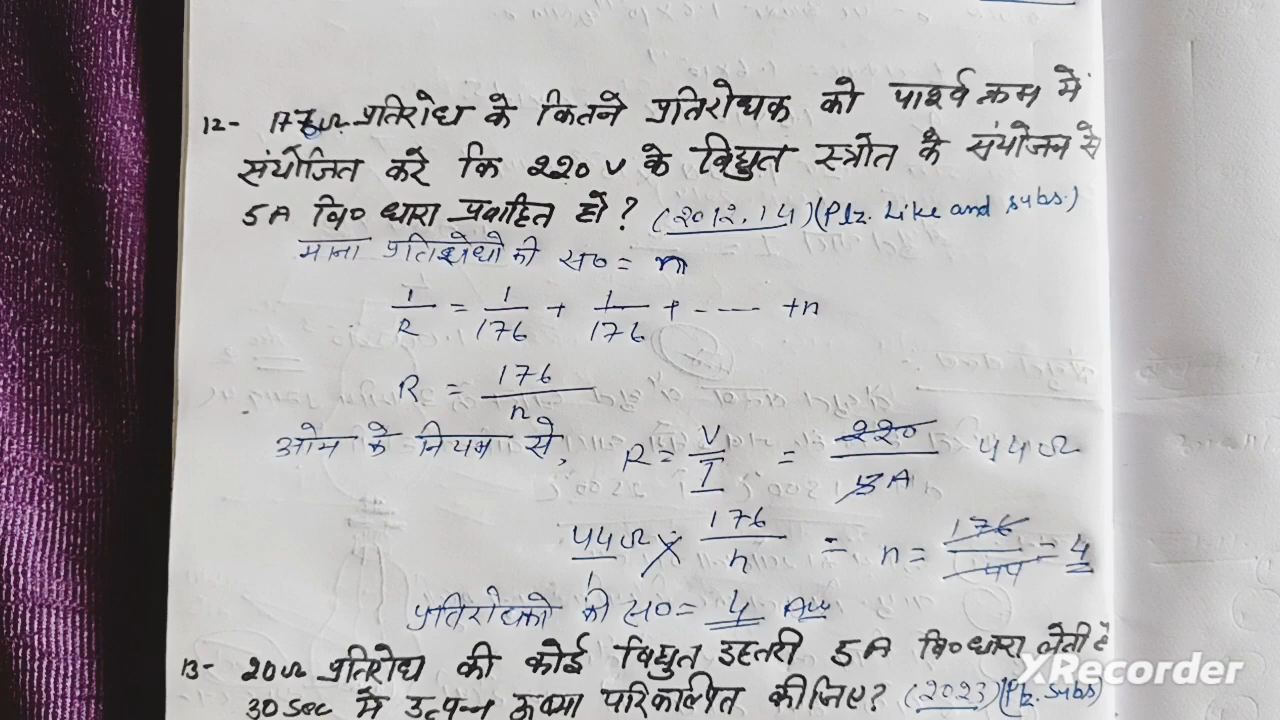 12- 176Ω प्रतिरोध के कितने प्रतिरोधक को पार्श्व क्रम में
संयोजित करे कि 220 V के विद्युत स्त्रोत के संयोजन से
5A वि० धारा प्रवाहित हो ? (2012, 14) (Plz. Like and subs.)
माना प्रतिरोधो की स० = n
1/R = 1/176 + 1/176 + - - - - + n
R = 176/n
ओम के नियम से, R = V/I = 220/5A 44Ω
44Ω/1 × 176/n = n = 176/44 = 4
प्रतिरोधको की स० = 4 Ans
13- 20Ω प्रतिरोध की कोई विद्युत इस्तरी 5A वि० धारा लेती है
XRecorder
30 Sec में उत्पन्न ऊष्मा परिकलित कीजिए ? (2023) (Plz. Subs)